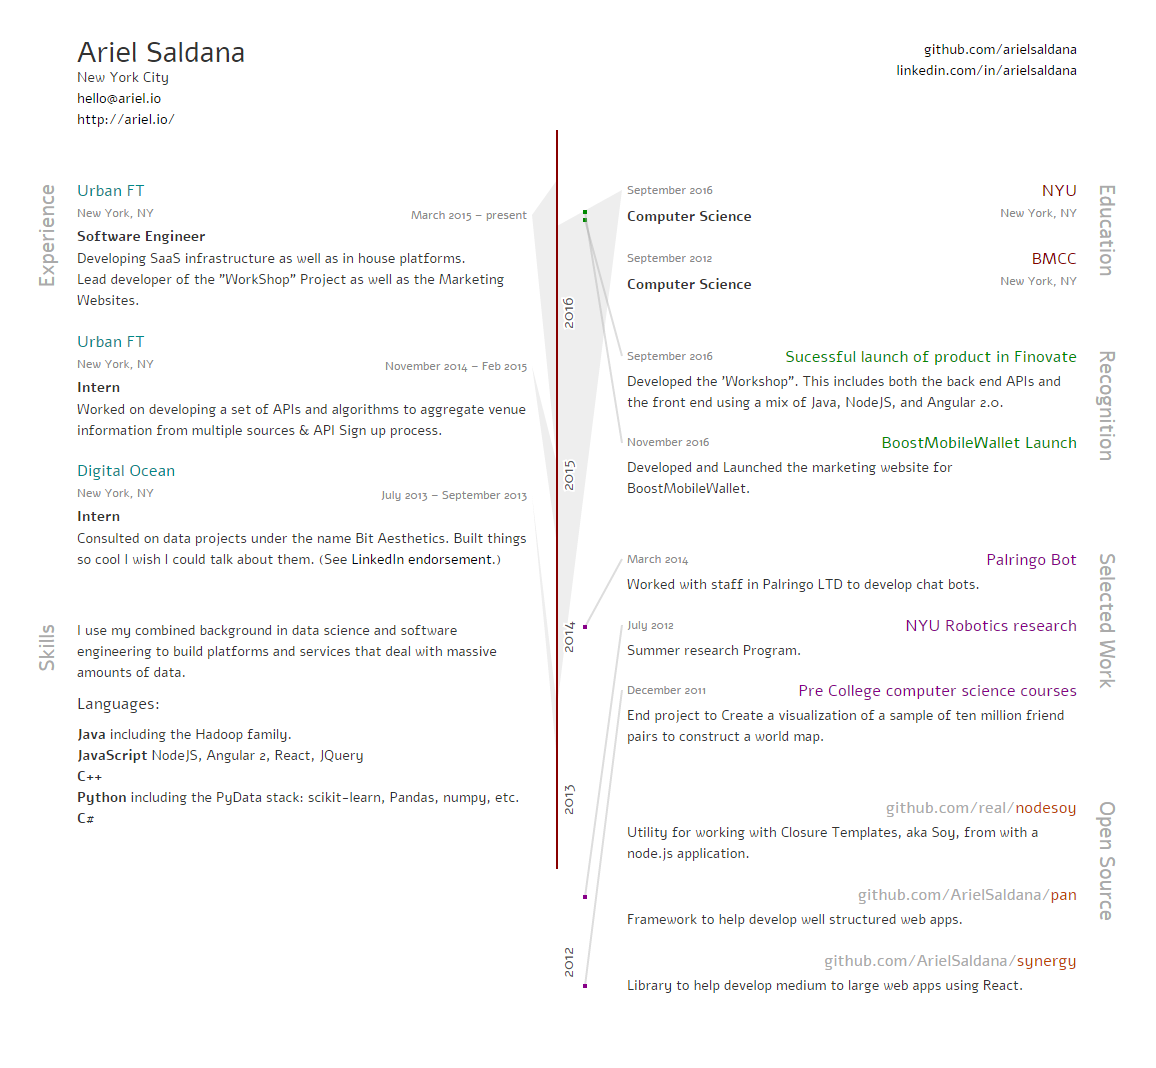 Ariel Saldana
New York City
hello@ariel.io
http://ariel.io/
github.com/arielsaldana
linkedin.com/in/arielsaldana
Experience
Urban FT
New York, NY
March 2015 – present
Software Engineer
Developing SaaS infrastructure as well as in house platforms.
Lead developer of the "WorkShop" Project as well as the Marketing
Websites.
Urban FT
New York, NY
November 2014 – Feb 2015
Intern
Worked on developing a set of APIs and algorithms to aggregate venue
information from multiple sources & API Sign up process.
Digital Ocean
New York, NY
July 2013 – September 2013
Intern
Consulted on data projects under the name Bit Aesthetics. Built things
so cool I wish I could talk about them. (See LinkedIn endorsement.)
Skills
I use my combined background in data science and software
engineering to build platforms and services that deal with massive
amounts of data.
Languages:
Java including the Hadoop family.
JavaScript NodeJS, Angular 2, React, JQuery
C++
Python including the PyData stack: scikit-learn, Pandas, numpy, etc.
C#
2016
2015
2014
2013
2012
Education
September 2016 NYU
Computer Science New York, NY
September 2012 BMCC
Computer Science New York, NY
Recognition
September 2016 Sucessful launch of product in Finovate
Developed the 'Workshop". This includes both the back end APIs and
the front end using a mix of Java, NodeJS, and Angular 2.0.
November 2016 BoostMobileWallet Launch
Developed and Launched the marketing website for
BoostMobileWallet.
Selected Work
March 2014 Palringo Bot
Worked with staff in Palringo LTD to develop chat bots.
July 2012 NYU Robotics research
Summer research Program.
December 2011 Pre College computer science courses
End project to Create a visualization of a sample of ten million friend
pairs to construct a world map.
Open Source
github.com/real/nodesoy
Utility for working with Closure Templates, aka Soy, from with a
node.js application.
github.com/ArielSaldana/pan
Framework to help develop well structured web apps.
github.com/ArielSaldana/synergy
Library to help develop medium to large web apps using React.